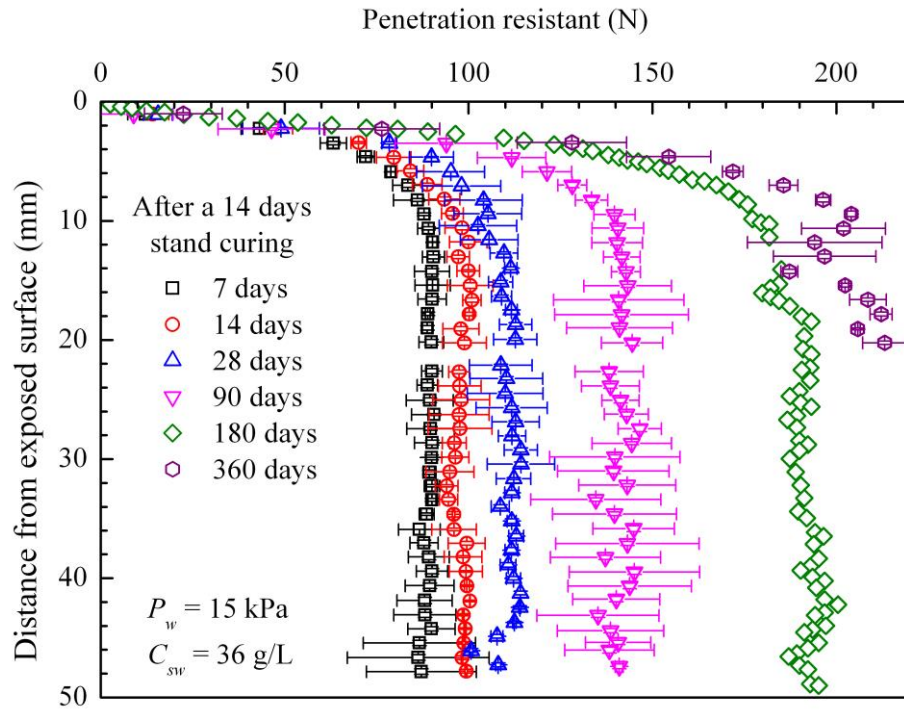 Penetration resistant (N)
0 50 100 150 200
Distance from exposed surface (mm)
0
10
20
30
40
50
After a 14 days
stand curing
7 days
14 days
28 days
90 days
180 days
360 days
P_w = 15 kPa
C_sw = 36 g/L